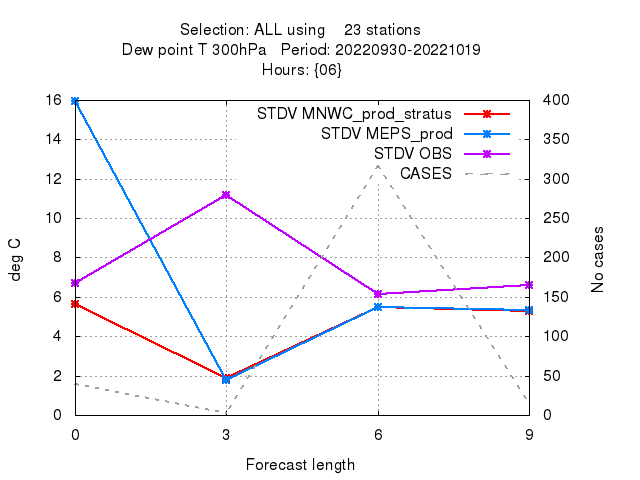 Selection: ALL using    23 stations
Dew point T 300hPa   Period: 20220930-20221019
Hours: {06}
STDV MNWC_prod_stratus
STDV MEPS_prod
STDV OBS
CASES
deg C
16
14
12
10
8
6
4
2
0
400
350
300
250
200
150
100
50
0
No cases
0 3 6 9
Forecast length